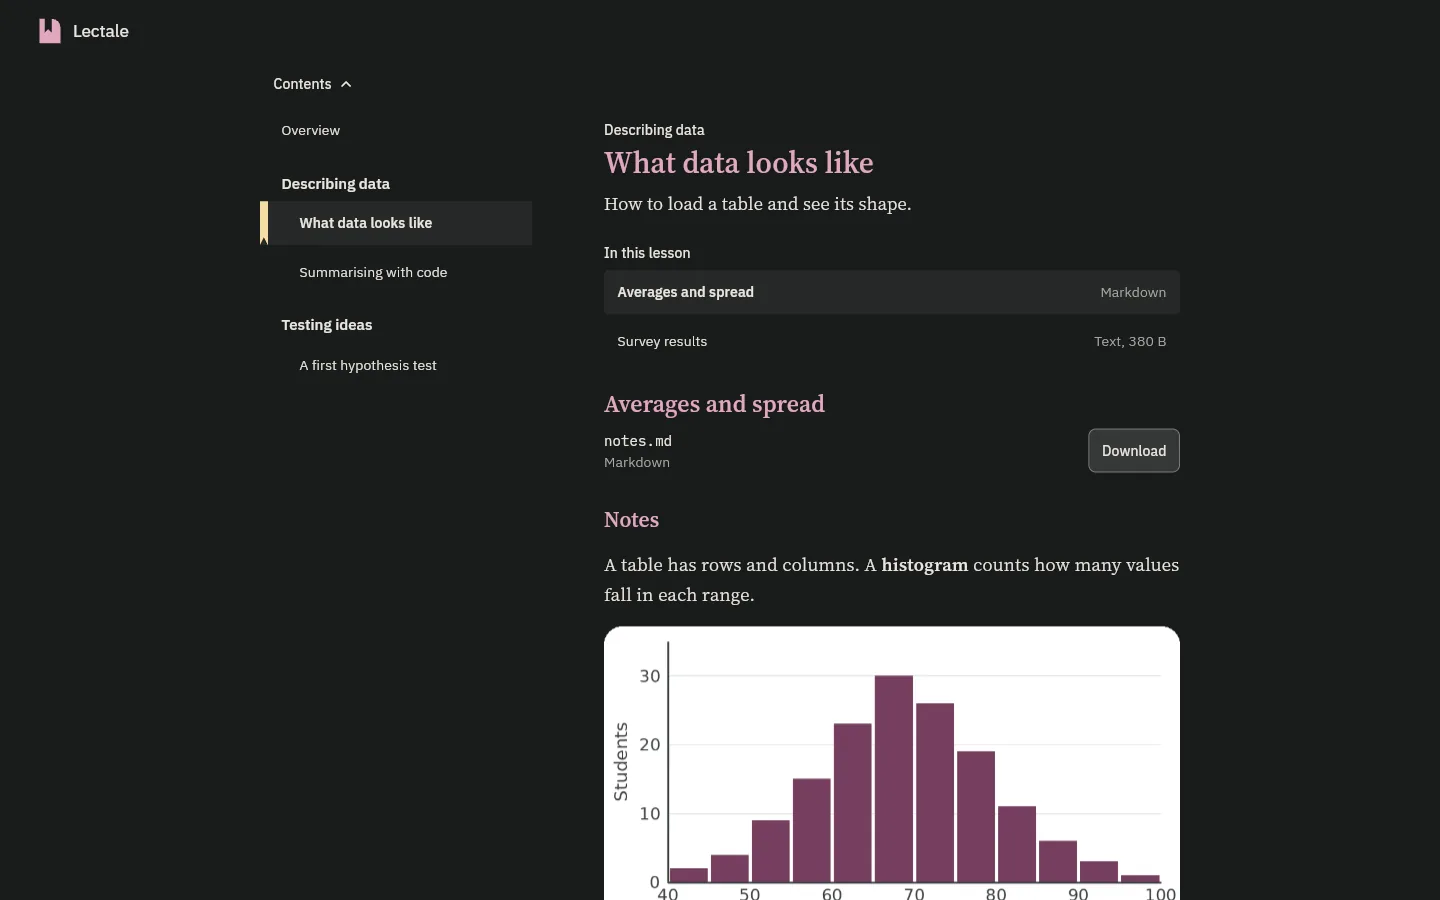 Lectale
Contents
Overview
Describing data
What data looks like
Summarising with code
Testing ideas
A first hypothesis test
Describing data
What data looks like
How to load a table and see its shape.
In this lesson
Averages and spread
Markdown
Survey results
Text, 380 B
Averages and spread
notes.md
Markdown
Download
Notes
A table has rows and columns. A histogram counts how many values
fall in each range.
Students
30
20
10
0
40 50 60 70 80 90 100